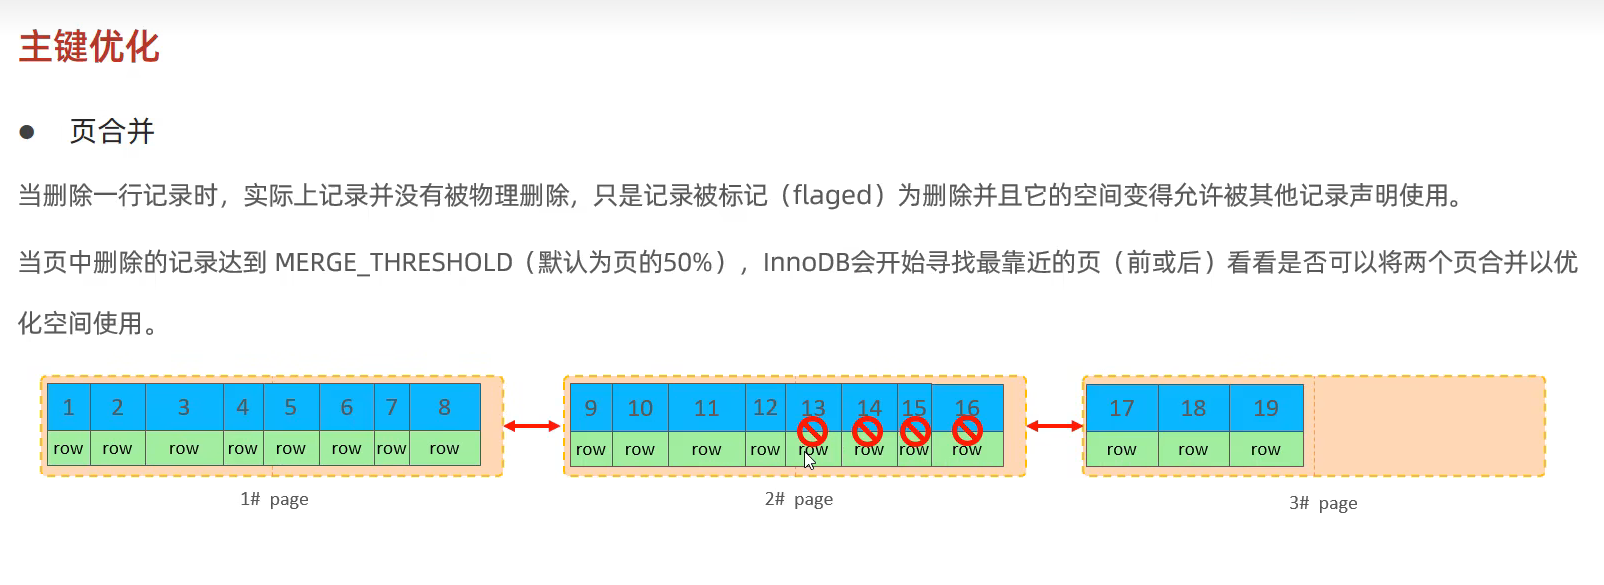 主键优化
● 页合并
当删除一行记录时，实际上记录并没有被物理删除，只是记录被标记（flaged）为删除并且它的空间变得允许被其他记录声明使用。
当页中删除的记录达到 MERGE_THRESHOLD（默认为页的50%），InnoDB会开始寻找最靠近的页（前或后）看看是否可以将两个页合并以优
化空间使用。
1 2 3 4 5 6 7 8
row row row row row row row row
1# page
9 10 11 12 13 14 15 16
row row row row row row row row
2# page
17 18 19
row row row
3# page